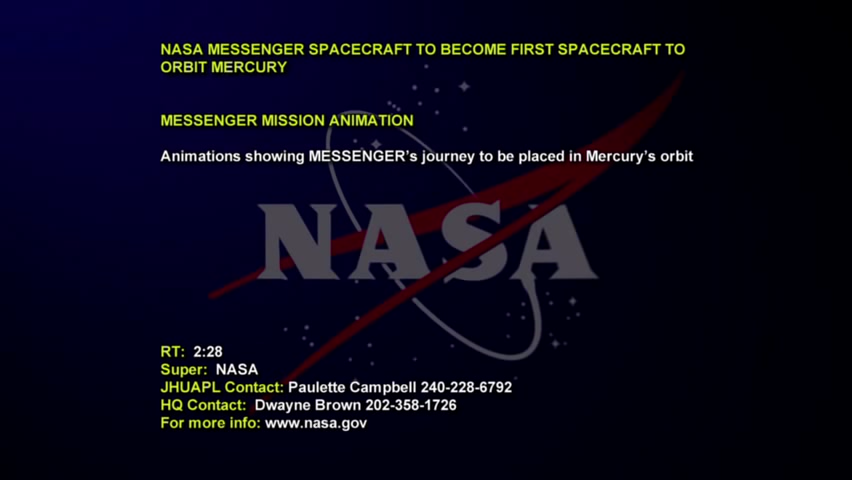 NASA MESSENGER SPACECRAFT TO BECOME FIRST SPACECRAFT TO
ORBIT MERCURY
MESSENGER MISSION ANIMATION
Animations showing MESSENGER's journey to be placed in Mercury's orbit
NASA
RT: 2:28
Super: NASA
JHUAPL Contact: Paulette Campbell 240-228-6792
HQ Contact: Dwayne Brown 202-358-1726
For more info: www.nasa.gov